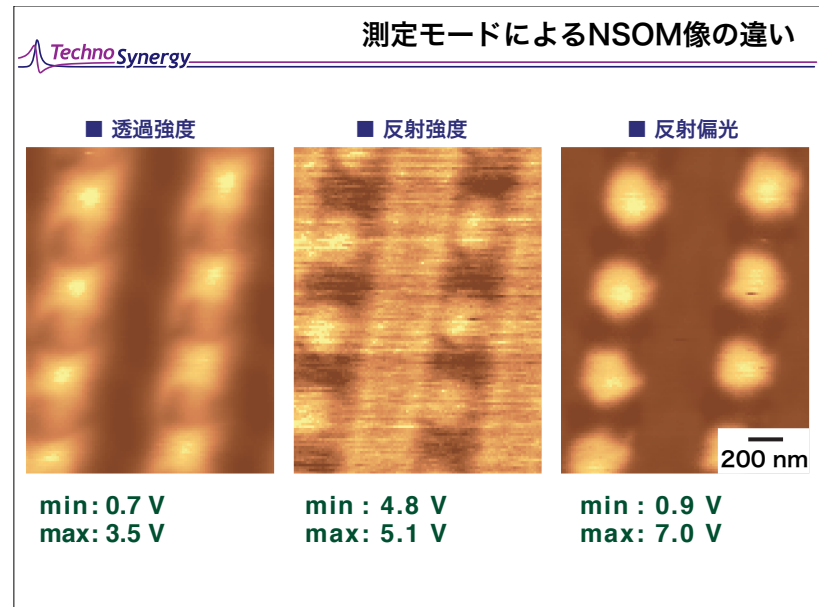 測定モードによるNSOM像の違い
TechnoSynergy
■ 透過強度
■ 反射強度
■ 反射偏光
200 nm
min: 0.7 V
max: 3.5 V
min : 4.8 V
max: 5.1 V
min : 0.9 V
max: 7.0 V